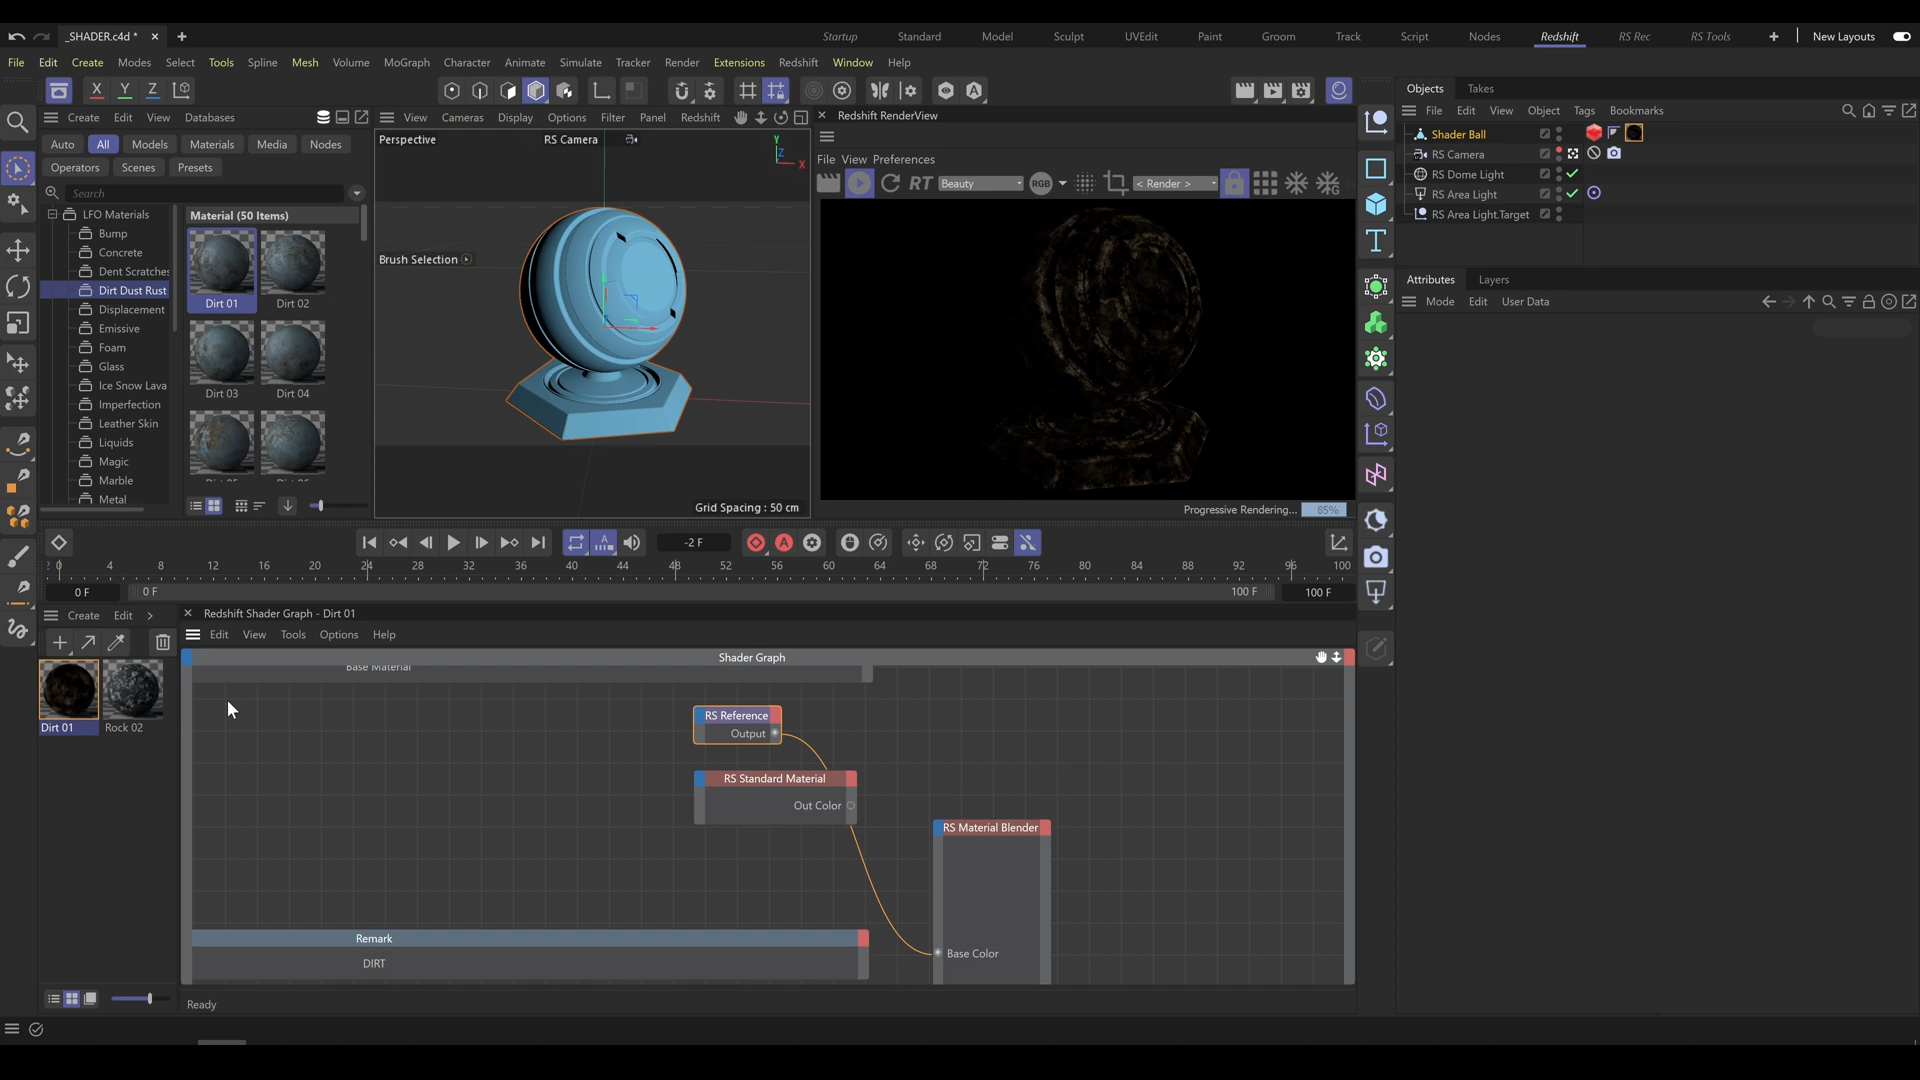 _SHADER.c4d *
Startup Standard Model Sculpt UVEdit Paint Groom Track Script Nodes Redshift RS Rec RS Tools New Layouts
File Edit Create Modes Select Tools Spline Mesh Volume MoGraph Character Animate Simulate Tracker Render Extensions Redshift Window Help
X Y Z
Create Edit View Databases
Auto All Models Materials Media Nodes
Operators Scenes Presets
Search
LFO Materials
Bump
Concrete
Dent Scratches
Dirt Dust Rust
Displacement
Emissive
Foam
Glass
Ice Snow Lava
Imperfection
Leather Skin
Liquids
Magic
Marble
Metal
Material (50 Items)
Dirt 01 Dirt 02
Dirt 03 Dirt 04
View Cameras Display Options Filter Panel Redshift
Perspective RS Camera
Y
Z
X
Brush Selection
Grid Spacing : 50 cm
Redshift RenderView
File View Preferences
RT Beauty RGB < Render >
Progressive Rendering... 85%
Objects Takes
File Edit View Object Tags Bookmarks
Shader Ball
RS Camera
RS Dome Light
RS Area Light
RS Area Light.Target
Attributes Layers
Mode Edit User Data
-2 F
0 4 8 12 16 20 24 28 32 36 40 44 48 52 56 60 64 68 72 76 80 84 88 92 96 100
0 F 0 F 100 F 100 F
Create Edit
Dirt 01 Rock 02
Redshift Shader Graph - Dirt 01
Edit View Tools Options Help
Shader Graph
Base Material
RS Reference
Output
RS Standard Material
Out Color
RS Material Blender
Base Color
Remark
DIRT
Ready